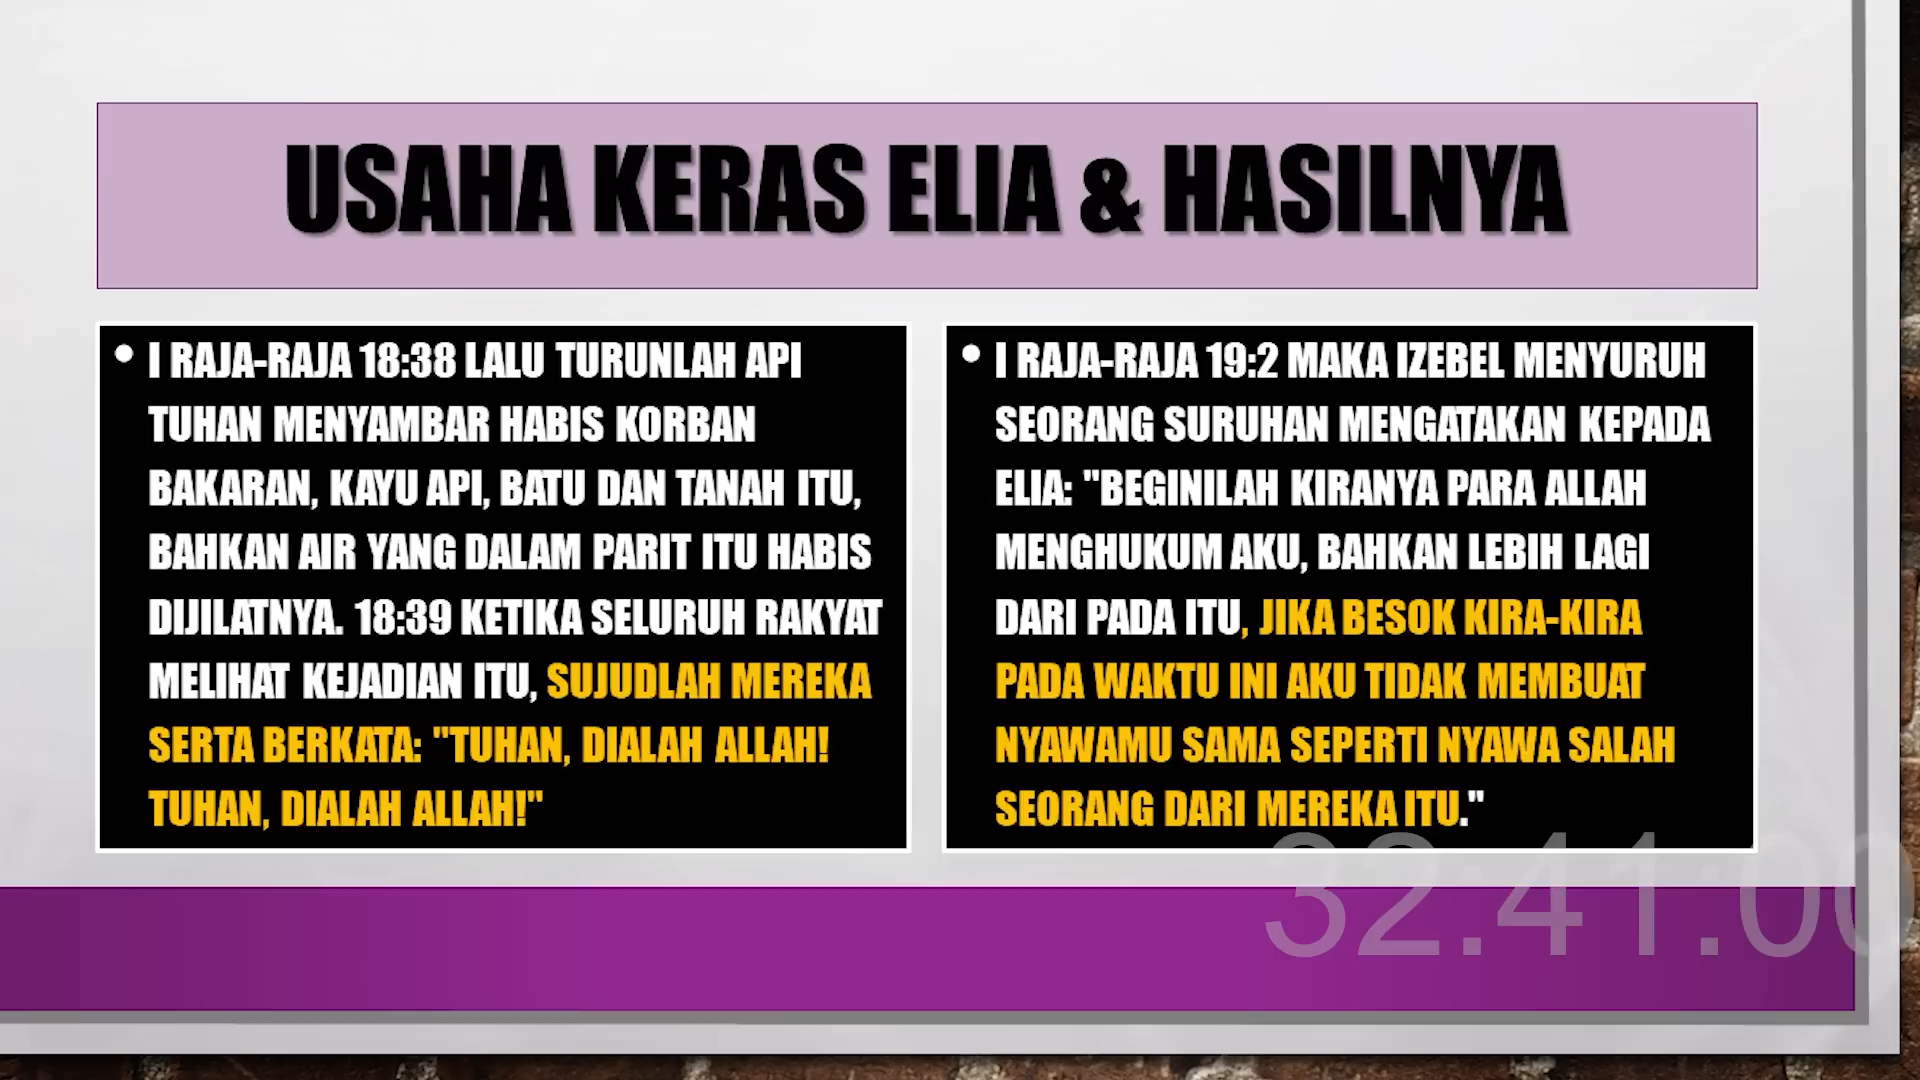 USAHA KERAS ELIA & HASILNYA
• I RAJA-RAJA 18:38 LALU TURUNLAH API
TUHAN MENYAMBAR HABIS KORBAN
BAKARAN, KAYU API, BATU DAN TANAH ITU,
BAHKAN AIR YANG DALAM PARIT ITU HABIS
DIJILATNYA. 18:39 KETIKA SELURUH RAKYAT
MELIHAT KEJADIAN ITU, SUJUDLAH MEREKA
SERTA BERKATA: "TUHAN, DIALAH ALLAH!
TUHAN, DIALAH ALLAH!"
• I RAJA-RAJA 19:2 MAKA IZEBEL MENYURUH
SEORANG SURUHAN MENGATAKAN KEPADA
ELIA: "BEGINILAH KIRANYA PARA ALLAH
MENGHUKUM AKU, BAHKAN LEBIH LAGI
DARI PADA ITU, JIKA BESOK KIRA-KIRA
PADA WAKTU INI AKU TIDAK MEMBUAT
NYAWAMU SAMA SEPERTI NYAWA SALAH
SEORANG DARI MEREKA ITU."
32:41:00